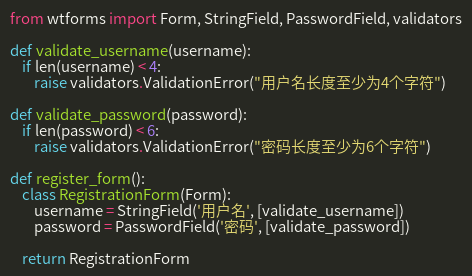 from wtforms import Form, StringField, PasswordField, validators
def validate_username(username):
if len(username) < 4:
raise validators.ValidationError("用户名长度至少为4个字符")
def validate_password(password):
if len(password) < 6:
raise validators.ValidationError("密码长度至少为6个字符")
def register_form():
class RegistrationForm(Form):
username = StringField('用户名', [validate_username])
password = PasswordField('密码', [validate_password])
return RegistrationForm